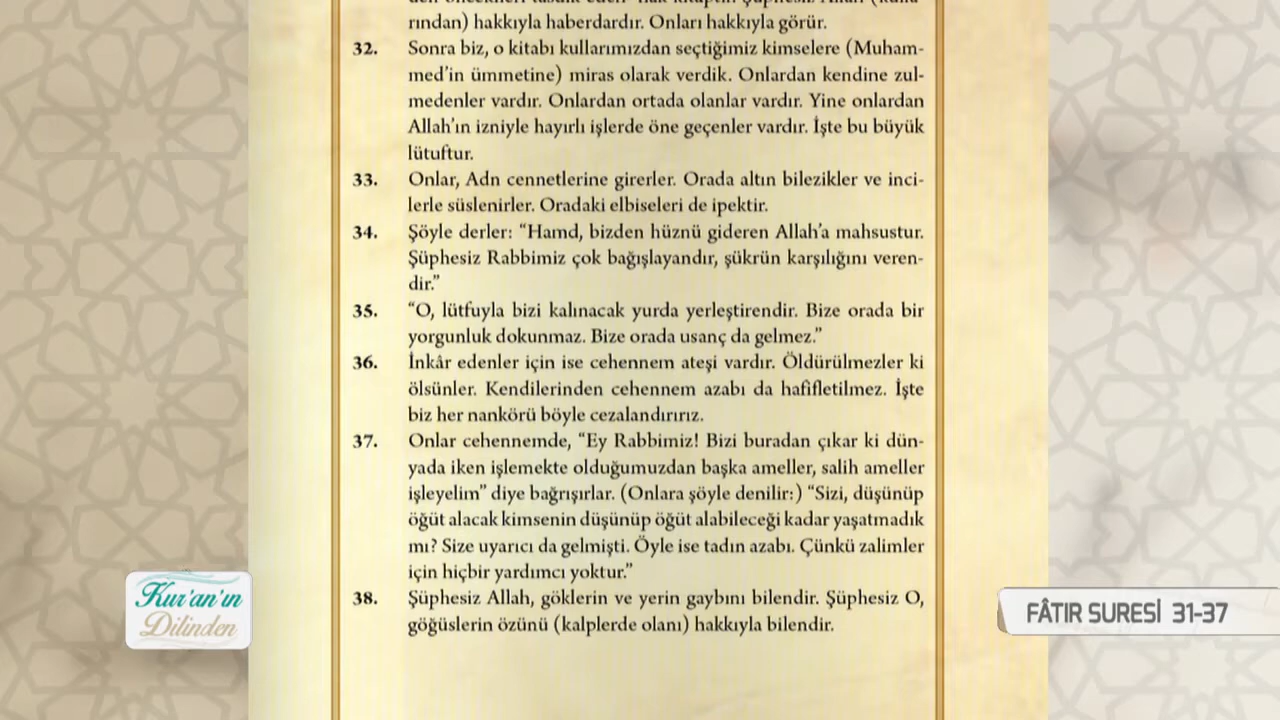 rından) hakkıyla haberdardır. Onları hakkıyla görür.
32. Sonra biz, o kitabı kullarımızdan seçtiğimiz kimselere (Muham-
med’in ümmetine) miras olarak verdik. Onlardan kendine zul-
medenler vardır. Onlardan ortada olanlar vardır. Yine onlardan
Allah’ın izniyle hayırlı işlerde öne geçenler vardır. İşte bu büyük
lütuftur.
33. Onlar, Adn cennetlerine girerler. Orada altın bilezikler ve inci-
lerle süslenirler. Oradaki elbiseleri de ipektir.
34. Şöyle derler: “Hamd, bizden hüznü gideren Allah’a mahsustur.
Şüphesiz Rabbimiz çok bağışlayandır, şükrün karşılığını veren-
dir.”
35. “O, lütfuyla bizi kalınacak yurda yerleştirendir. Bize orada bir
yorgunluk dokunmaz. Bize orada usanç da gelmez.”
36. İnkâr edenler için ise cehennem ateşi vardır. Öldürülmezler ki
ölsünler. Kendilerinden cehennem azabı da hafifletilmez. İşte
biz her nankörü böyle cezalandırırız.
37. Onlar cehennemde, “Ey Rabbimiz! Bizi buradan çıkar ki dün-
yada iken işlemekte olduğumuzdan başka ameller, salih ameller
işleyelim” diye bağrışırlar. (Onlara şöyle denilir:) “Sizi, düşünüp
öğüt alacak kimsenin düşünüp öğüt alabileceği kadar yaşatmadık
mı? Size uyarıcı da gelmişti. Öyle ise tadın azabı. Çünkü zalimler
için hiçbir yardımcı yoktur.”
38. Şüphesiz Allah, göklerin ve yerin gaybını bilendir. Şüphesiz O,
göğüslerin özünü (kalplerde olanı) hakkıyla bilendir.
Kur'an'ın
Dilinden
FÂTIR SURESİ 31-37